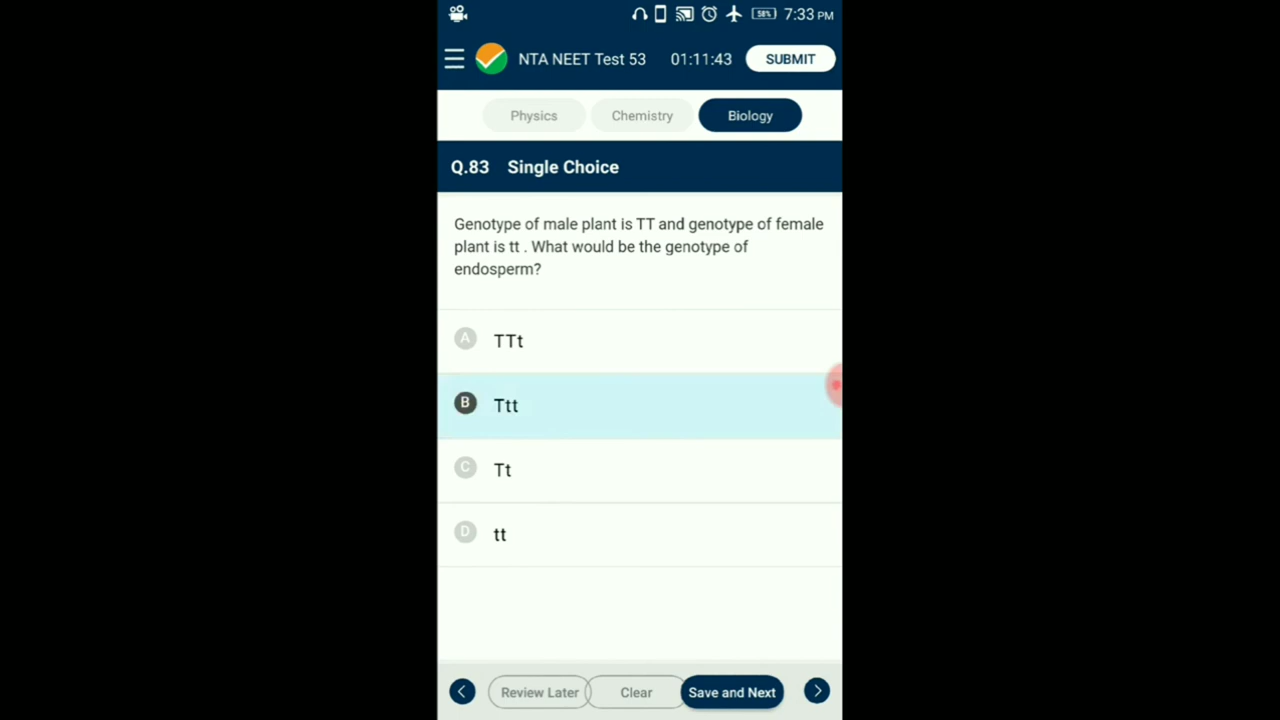 58% 7:33 PM
NTA NEET Test 53 01:11:43 SUBMIT
Physics Chemistry Biology
Q.83 Single Choice
Genotype of male plant is TT and genotype of female
plant is tt . What would be the genotype of
endosperm?
A TTt
B Ttt
C Tt
D tt
Review Later Clear Save and Next